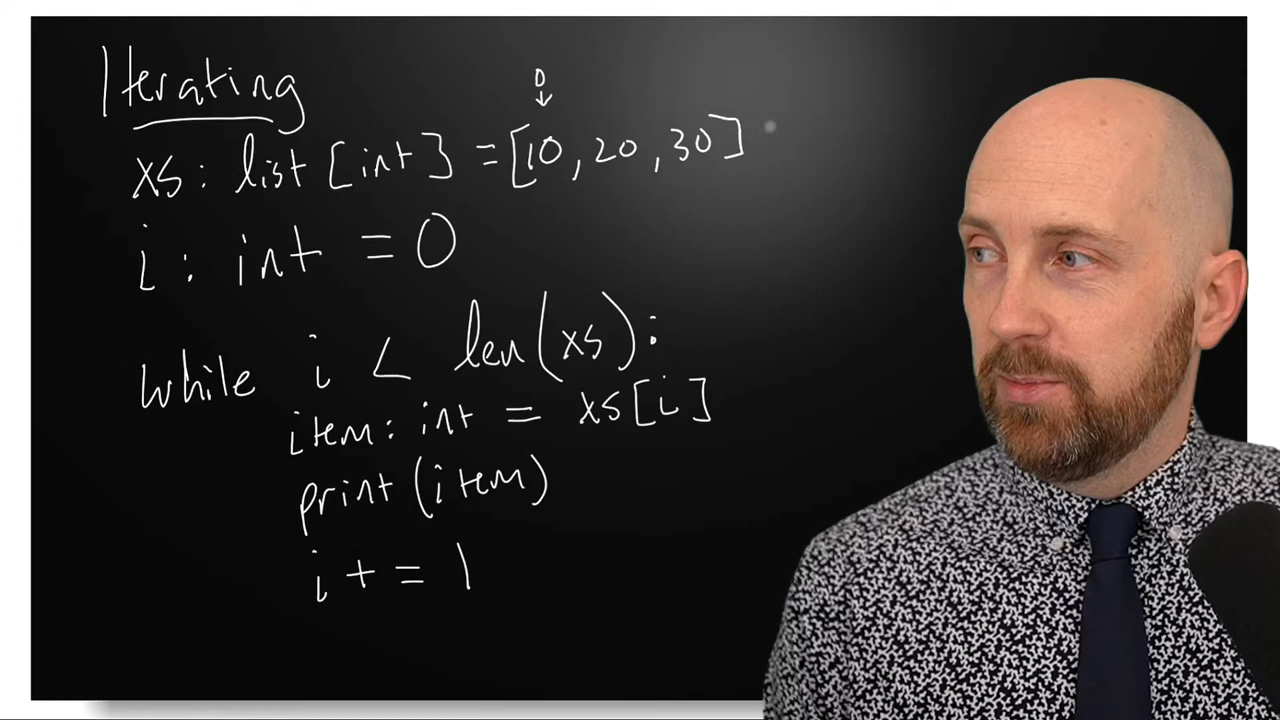 Iterating
0
xs: list[int] = [10, 20, 30]
i: int = 0
while i < len(xs):
item: int = xs[i]
print(item)
i += 1